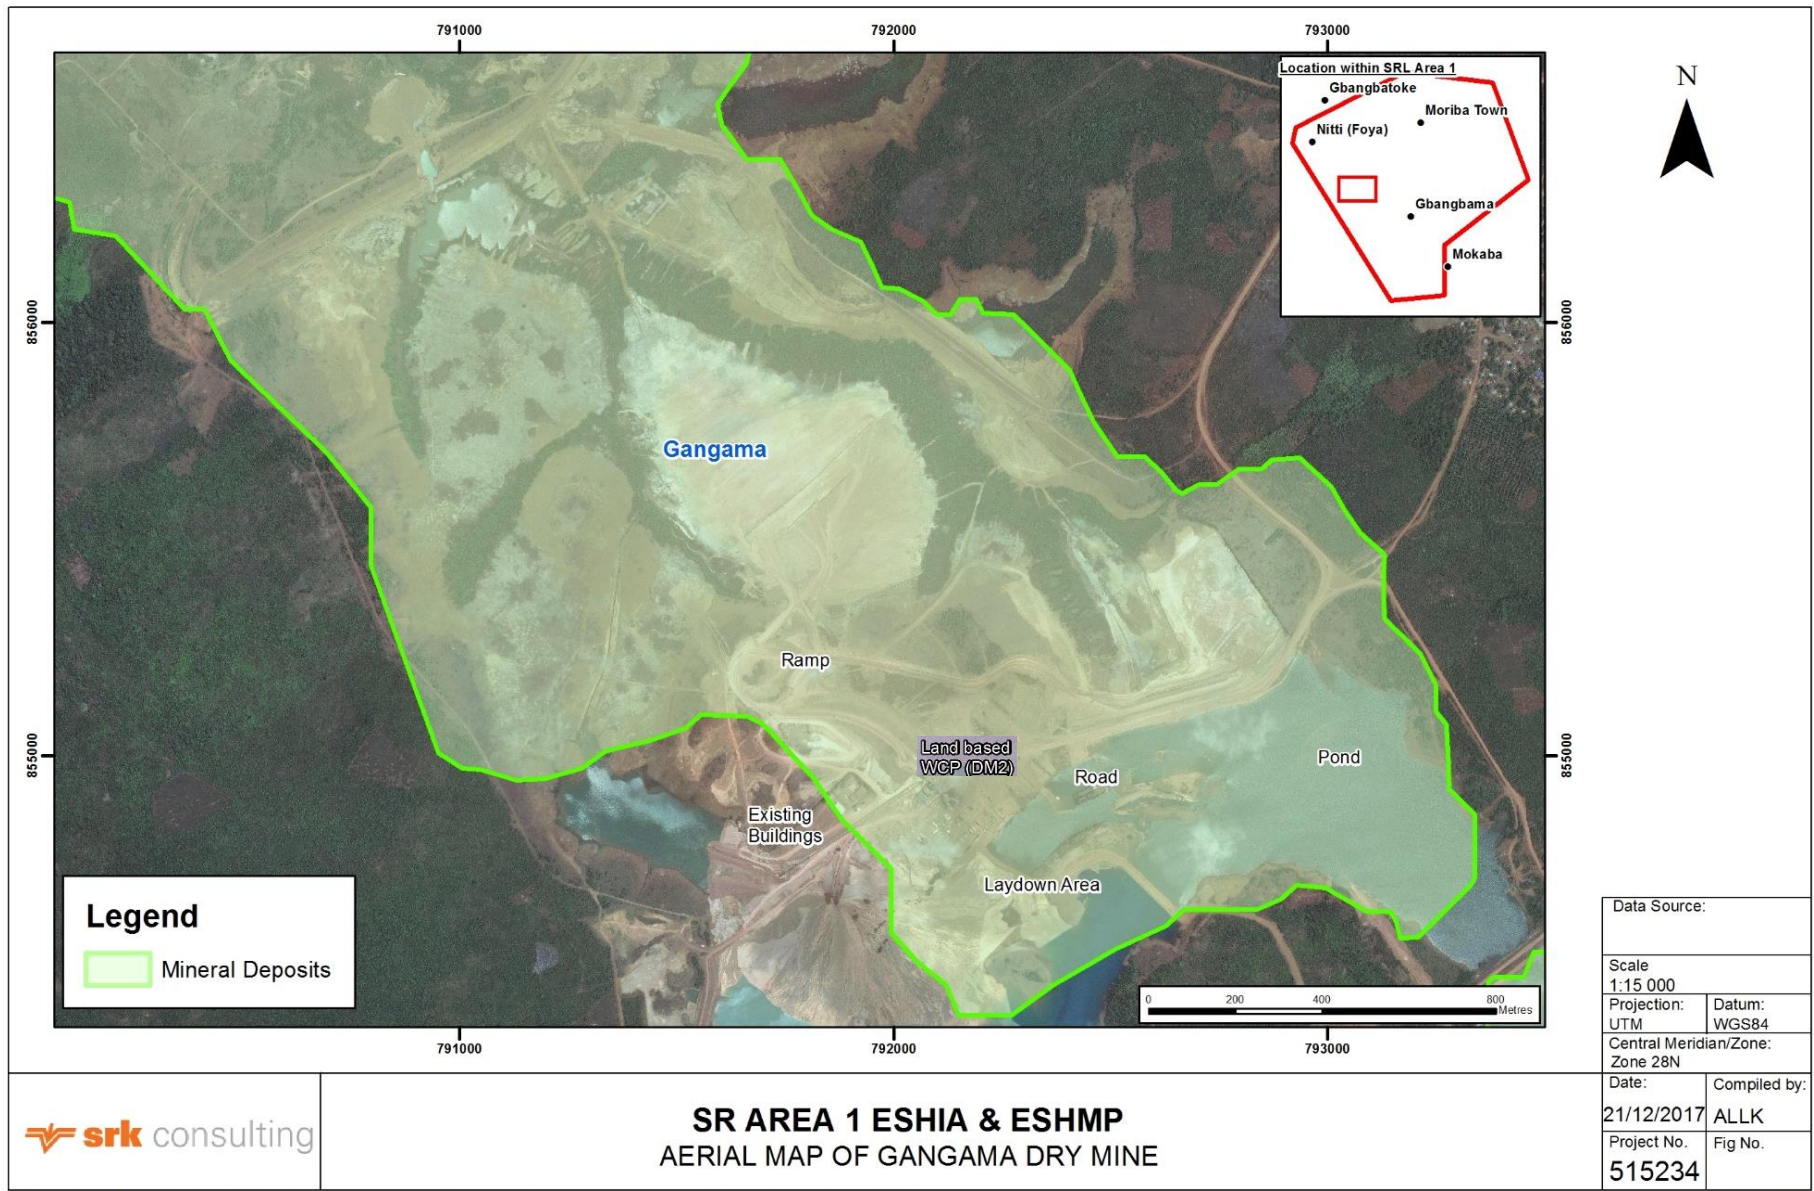 791000
792000
793000
Location within SRL Area 1
Gbangbatoke
Moriba Town
Nitti (Foya)
Gbangbama
Mokaba
N
856000
856000
Gangama
Ramp
855000
855000
Land based
WCP (DM2)
Pond
Road
Existing
Buildings
Laydown Area
Legend
Mineral Deposits
0
200
400
800
Metres
791000
792000
793000
Data Source:
Scale
1:15 000
Projection:
UTM
Datum:
WGS84
Central Meridian/Zone:
Zone 28N
Date:
21/12/2017
Compiled by:
ALLK
Project No.
515234
Fig No.
srk consulting
SR AREA 1 ESHIA & ESHMP
AERIAL MAP OF GANGAMA DRY MINE